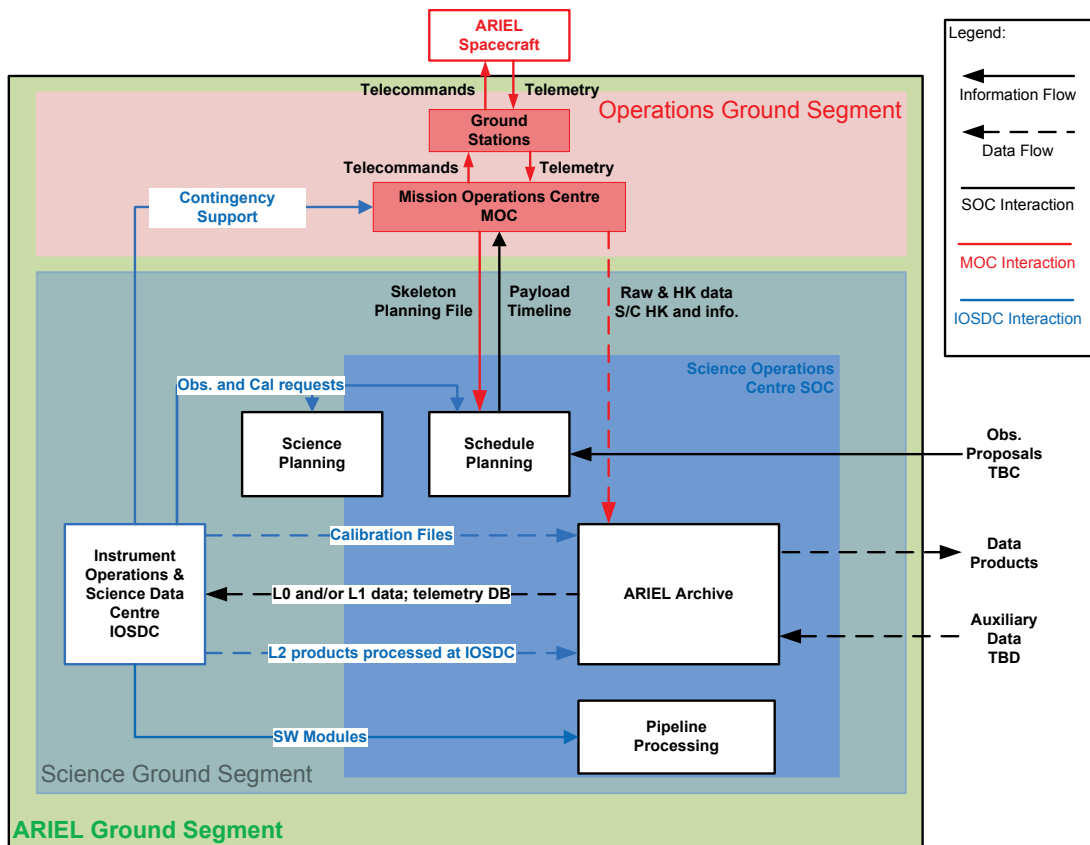 ARIEL
Spacecraft
Legend:
Information Flow
Data Flow
SOC Interaction
MOC Interaction
IOSDC Interaction
Telecommands
Telemetry
Operations Ground Segment
Ground
Stations
Telecommands
Telemetry
Contingency
Support
Mission Operations Centre
MOC
Skeleton
Planning File
Payload
Timeline
Raw & HK data
S/C HK and info.
Science Operations
Centre SOC
Obs. and Cal requests
Science
Planning
Schedule
Planning
Obs.
Proposals
TBC
Instrument
Operations &
Science Data
Centre
IOSDC
Calibration Files
L0 and/or L1 data; telemetry DB
L2 products processed at IOSDC
ARIEL Archive
Data
Products
Auxiliary
Data
TBD
SW Modules
Pipeline
Processing
Science Ground Segment
ARIEL Ground Segment